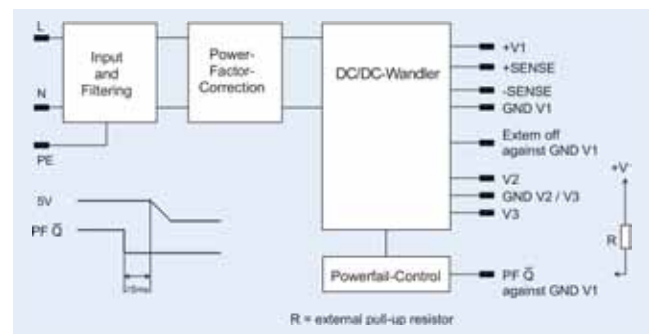 L
Input
and
Filtering
Power-
Factor-
Correction
DC/DC-Wandler
+V1
+SENSE
-SENSE
GND V1
N
PE
Extern off
against GND V1
V2
GND V2 / V3
V3
+V
5V
PF Q̅
R
Powerfail-Control
PF Q̅
against GND V1
R = external pull-up resistor